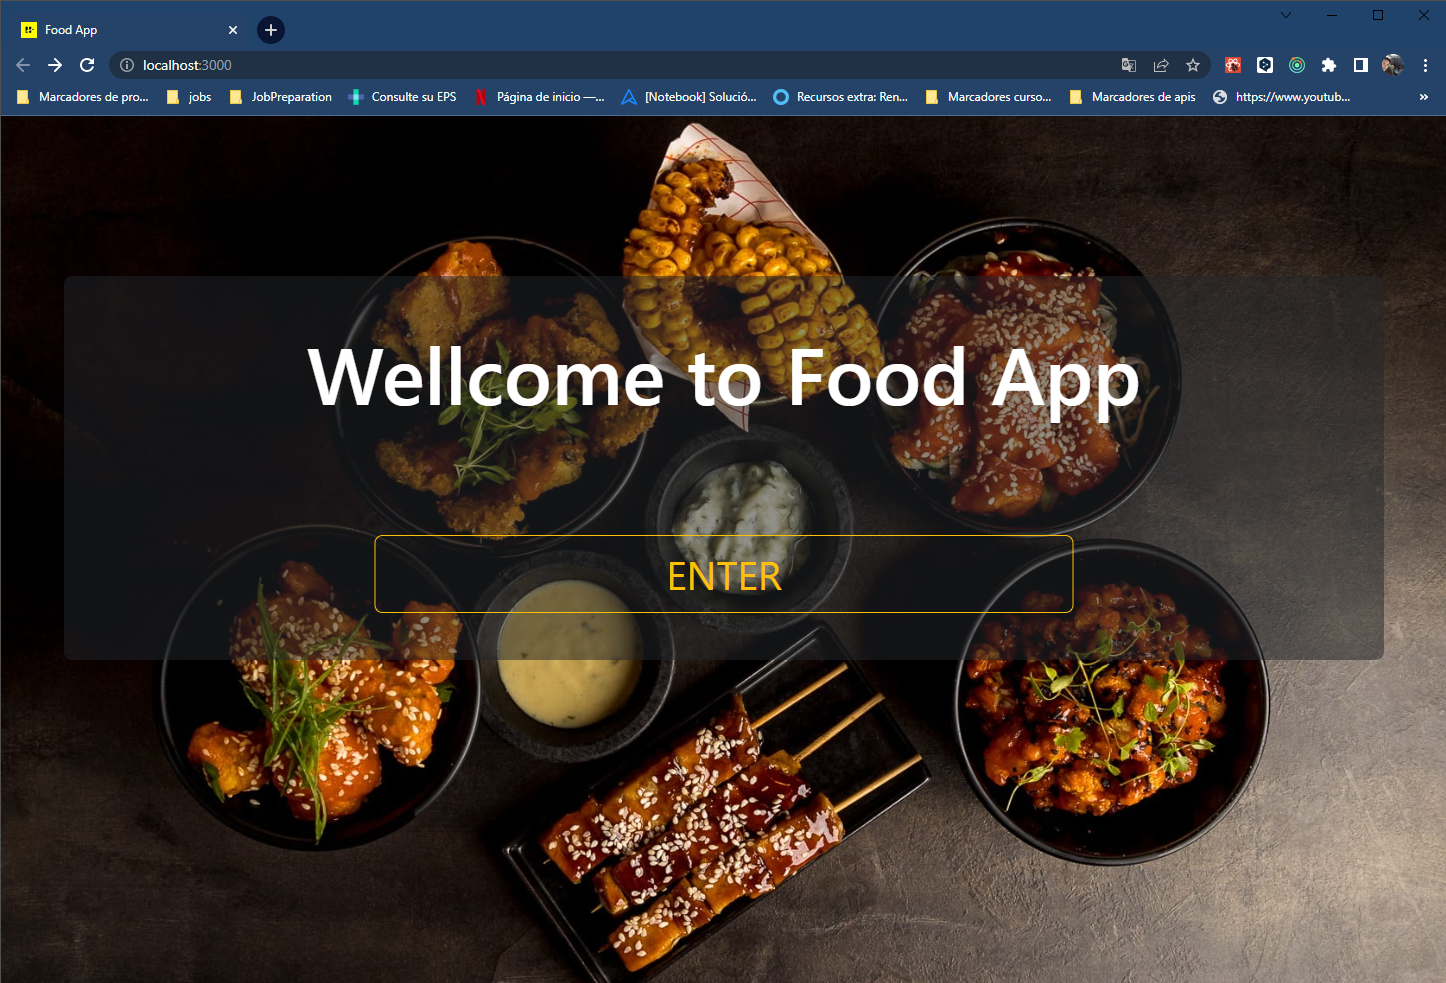 Food App
localhost:3000
Marcadores de pro... jobs JobPreparation Consulte su EPS Página de inicio —... [Notebook] Solució... Recursos extra: Ren... Marcadores curso... Marcadores de apis https://www.youtub... »
Wellcome to Food App
ENTER